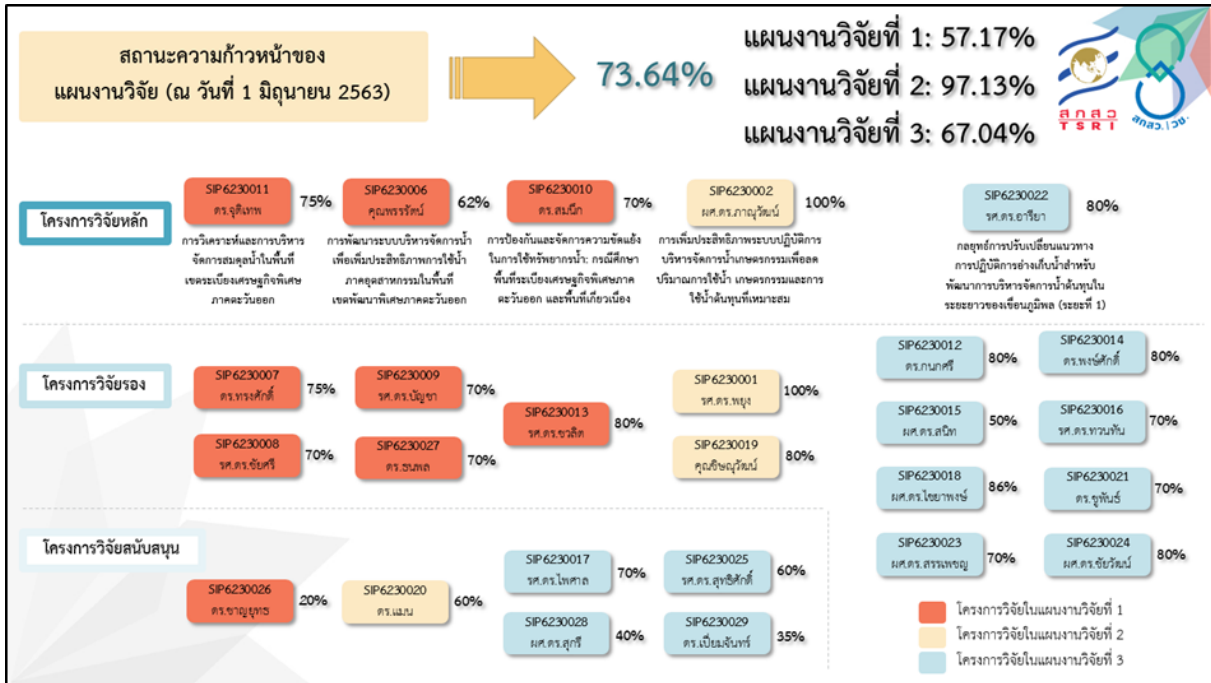 สถานะความก้าวหน้าของ
แผนงานวิจัย (ณ วันที่ 1 มิถุนายน 2563)
73.64%
แผนงานวิจัยที่ 1: 57.17%
แผนงานวิจัยที่ 2: 97.13%
แผนงานวิจัยที่ 3: 67.04%
สกสว
TSRI
สกสว. | วช.
โครงการวิจัยหลัก
SIP6230011
ดร.จุติเทพ
75%
การวิเคราะห์และการบริหาร
จัดการสมดุลน้ำในพื้นที่
เขตระเบียงเศรษฐกิจพิเศษ
ภาคตะวันออก
SIP6230006
คุณพรรรัตน์
62%
การพัฒนาระบบบริหารจัดการน้ำ
เพื่อเพิ่มประสิทธิภาพการใช้น้ำ
ภาคอุตสาหกรรมในพื้นที่
เขตพัฒนาพิเศษภาคตะวันออก
SIP6230010
ดร.สมนึก
70%
การป้องกันและจัดการความขัดแย้ง
ในการใช้ทรัพยากรน้ำ: กรณีศึกษา
พื้นที่ระเบียงเศรษฐกิจพิเศษภาค
ตะวันออก และพื้นที่เกี่ยวเนื่อง
SIP6230002
ผศ.ดร.ภาณุวัฒน์
100%
การเพิ่มประสิทธิภาพระบบปฏิบัติการ
บริหารจัดการน้ำเกษตรกรรมเพื่อลด
ปริมาณการใช้น้ำ เกษตรกรรมและการ
ใช้น้ำต้นทุนที่เหมาะสม
SIP6230022
รศ.ดร.อารียา
80%
กลยุทธ์การปรับเปลี่ยนแนวทาง
การปฏิบัติการอ่างเก็บน้ำสำหรับ
พัฒนาการบริหารจัดการน้ำต้นทุนใน
ระยะยาวของเขื่อนภูมิพล (ระยะที่ 1)
โครงการวิจัยรอง
SIP6230007
ดร.ทรงศักดิ์
75%
SIP6230009
รศ.ดร.บัญชา
70%
SIP6230008
รศ.ดร.ชัยศรี
70%
SIP6230027
ดร.ธนพล
70%
SIP6230013
รศ.ดร.ชวลิต
80%
SIP6230001
รศ.ดร.พยุง
100%
SIP6230019
คุณชิษณุวัฒน์
80%
SIP6230012
ดร.กนกศรี
80%
SIP6230014
ดร.พงษ์ศักดิ์
80%
SIP6230015
ผศ.ดร.สนิท
50%
SIP6230016
รศ.ดร.ทวนทัน
70%
SIP6230018
ผศ.ดร.ไชยาพงษ์
86%
SIP6230021
ดร.ชูพันธ์
70%
SIP6230023
ผศ.ดร.สรรเพชญ
70%
SIP6230024
ผศ.ดร.ชัยวัฒน์
80%
โครงการวิจัยสนับสนุน
SIP6230026
ดร.ชาญยุทธ
20%
SIP6230020
ดร.แมน
60%
SIP6230017
รศ.ดร.ไพศาล
70%
SIP6230025
รศ.ดร.สุทธิศักดิ์
60%
SIP6230028
ผศ.ดร.สุกรี
40%
SIP6230029
ดร.เปี่ยมจันทร์
35%
โครงการวิจัยในแผนงานวิจัยที่ 1
โครงการวิจัยในแผนงานวิจัยที่ 2
โครงการวิจัยในแผนงานวิจัยที่ 3